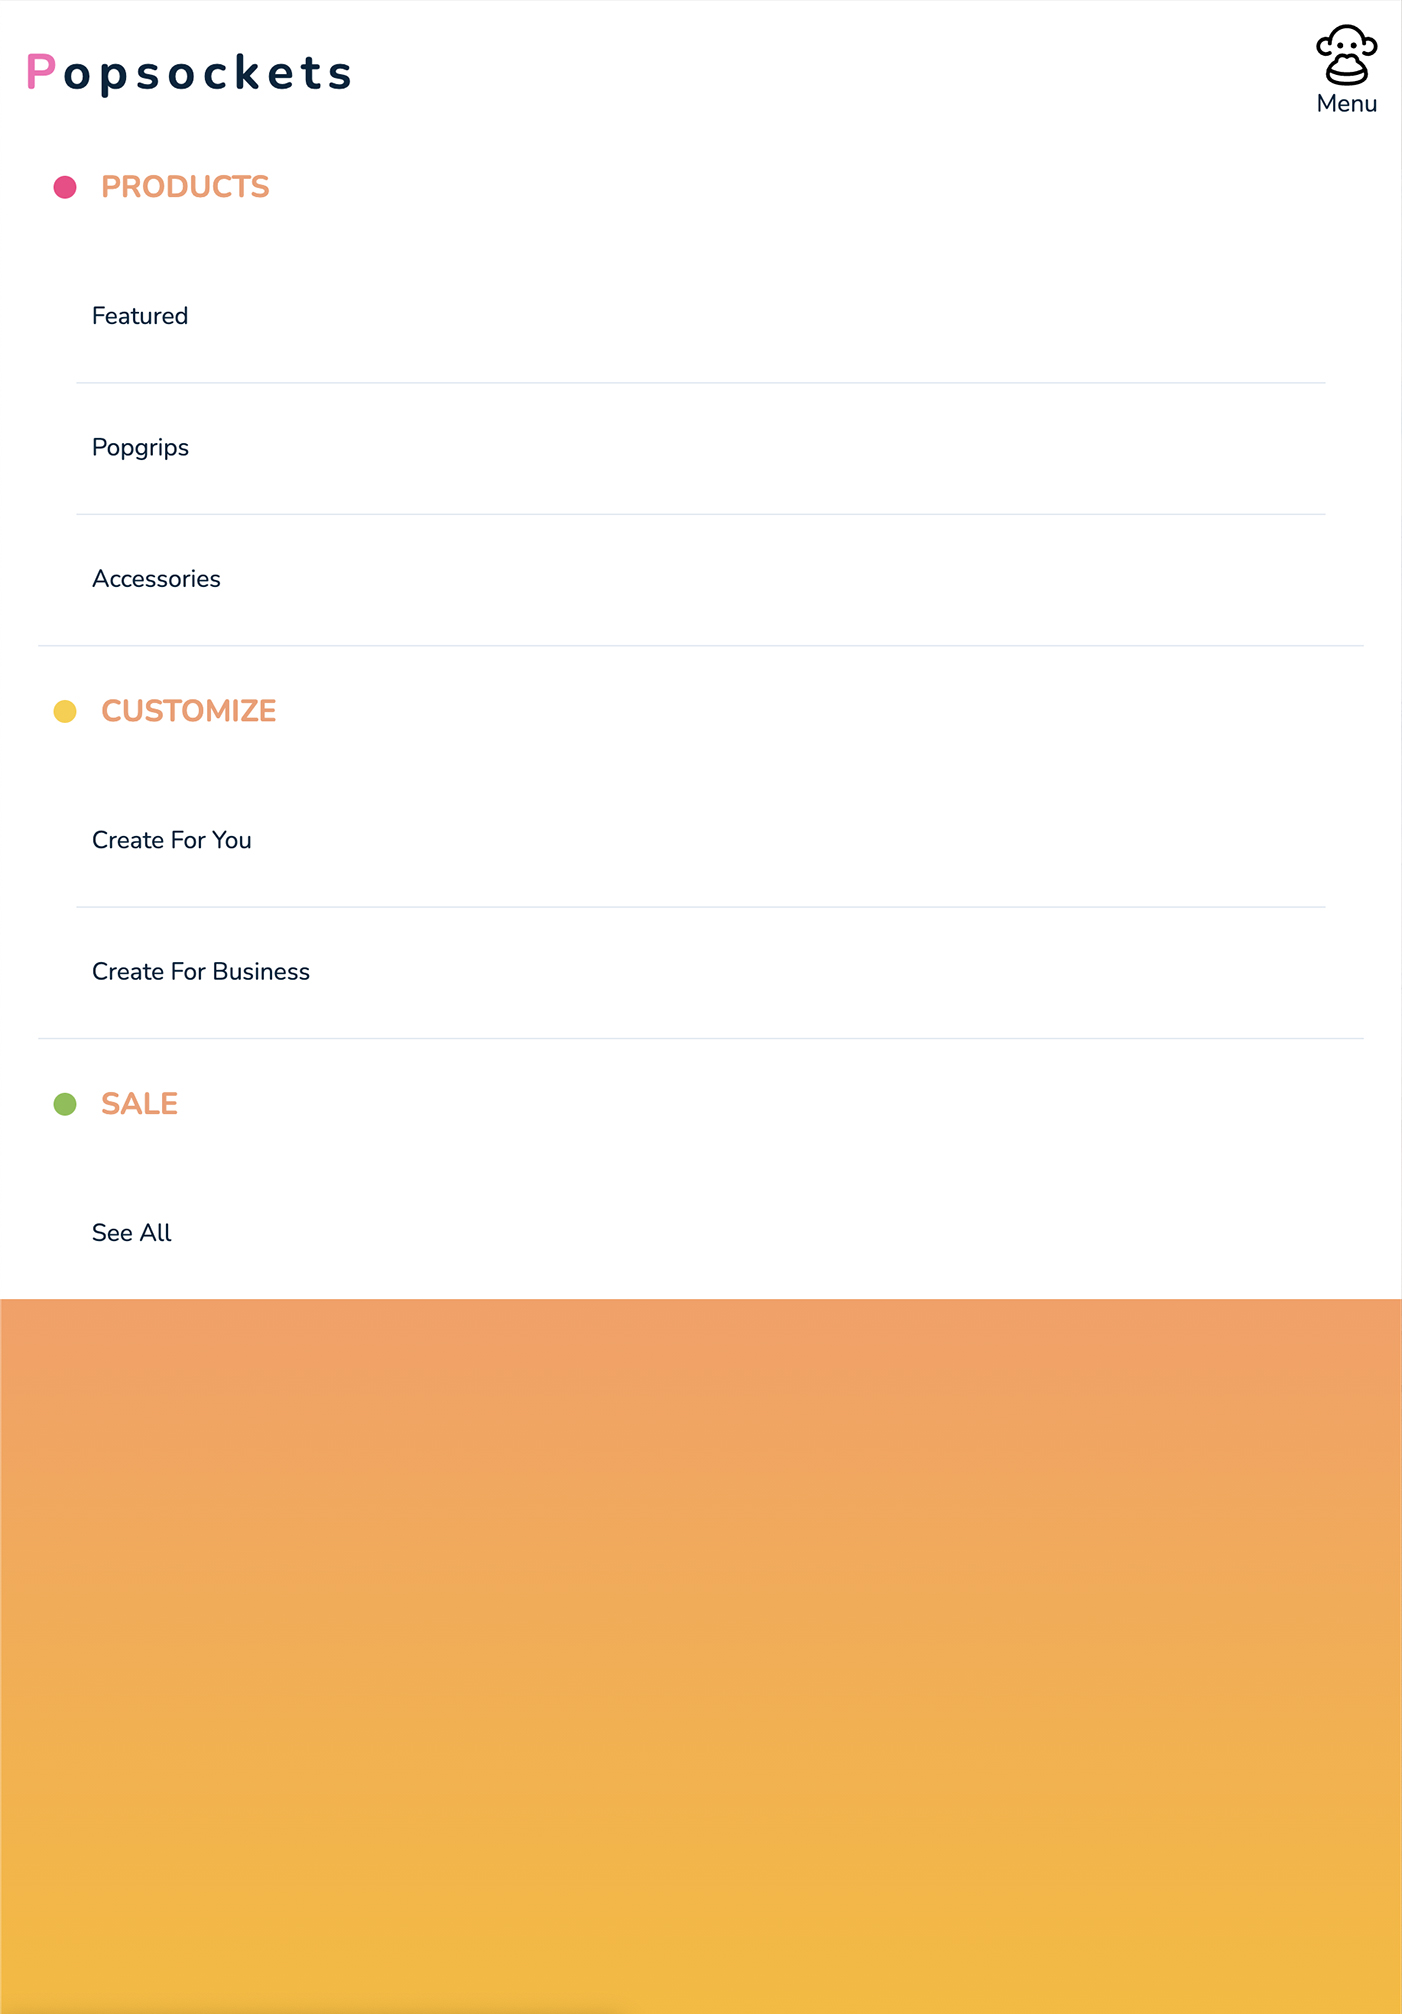 Popsockets
Menu
PRODUCTS
Featured
Popgrips
Accessories
CUSTOMIZE
Create For You
Create For Business
SALE
See All